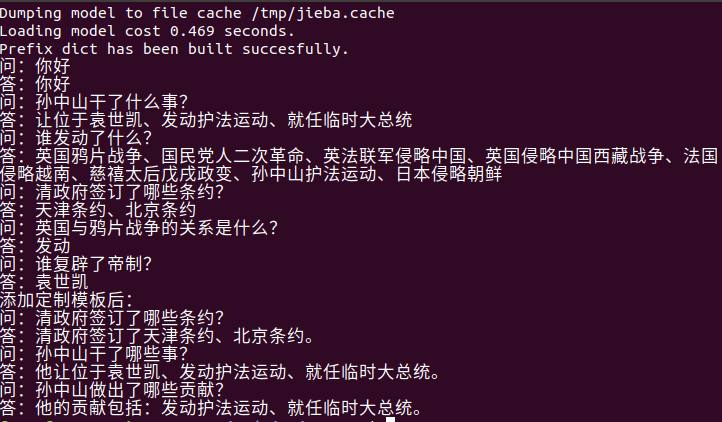 Dumping model to file cache /tmp/jieba.cache
Loading model cost 0.469 seconds.
Prefix dict has been built succesfully.
问：你好
答：你好
问：孙中山干了什么事？
答：让位于袁世凯、发动护法运动、就任临时大总统
问：谁发动了什么？
答：英国鸦片战争、国民党人二次革命、英法联军侵略中国、英国侵略中国西藏战争、法国
侵略越南、慈禧太后戊戌政变、孙中山护法运动、日本侵略朝鲜
问：清政府签订了哪些条约？
答：天津条约、北京条约
问：英国与鸦片战争的关系是什么？
答：发动
问：谁复辟了帝制？
答：袁世凯
添加定制模板后：
问：清政府签订了哪些条约？
答：清政府签订了天津条约、北京条约。
问：孙中山干了哪些事？
答：他让位于袁世凯、发动护法运动、就任临时大总统。
问：孙中山做出了哪些贡献？
答：他的贡献包括：发动护法运动、就任临时大总统。